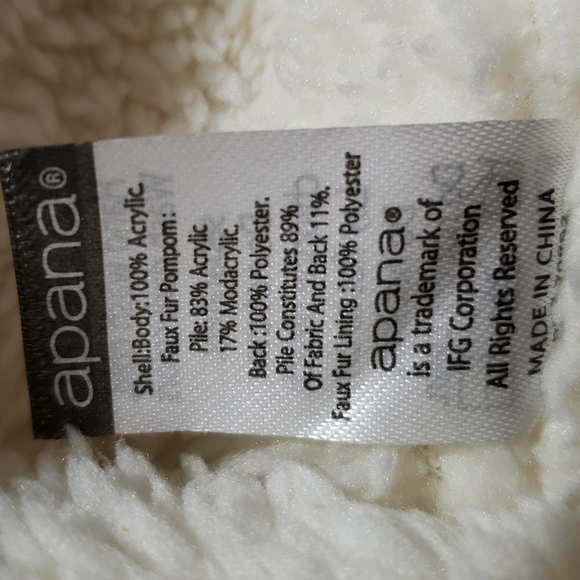 apana®
Shell:Body:100% Acrylic.
Faux Fur Pompom:
Pile: 83% Acrylic
17% Modacrylic.
Back :100% Polyester.
Pile Constitutes 89%
Of Fabric And Back 11%.
Faux Fur Lining :100% Polyester
apana®
is a trademark of
IFG Corporation
All Rights Reserved
MADE IN CHINA